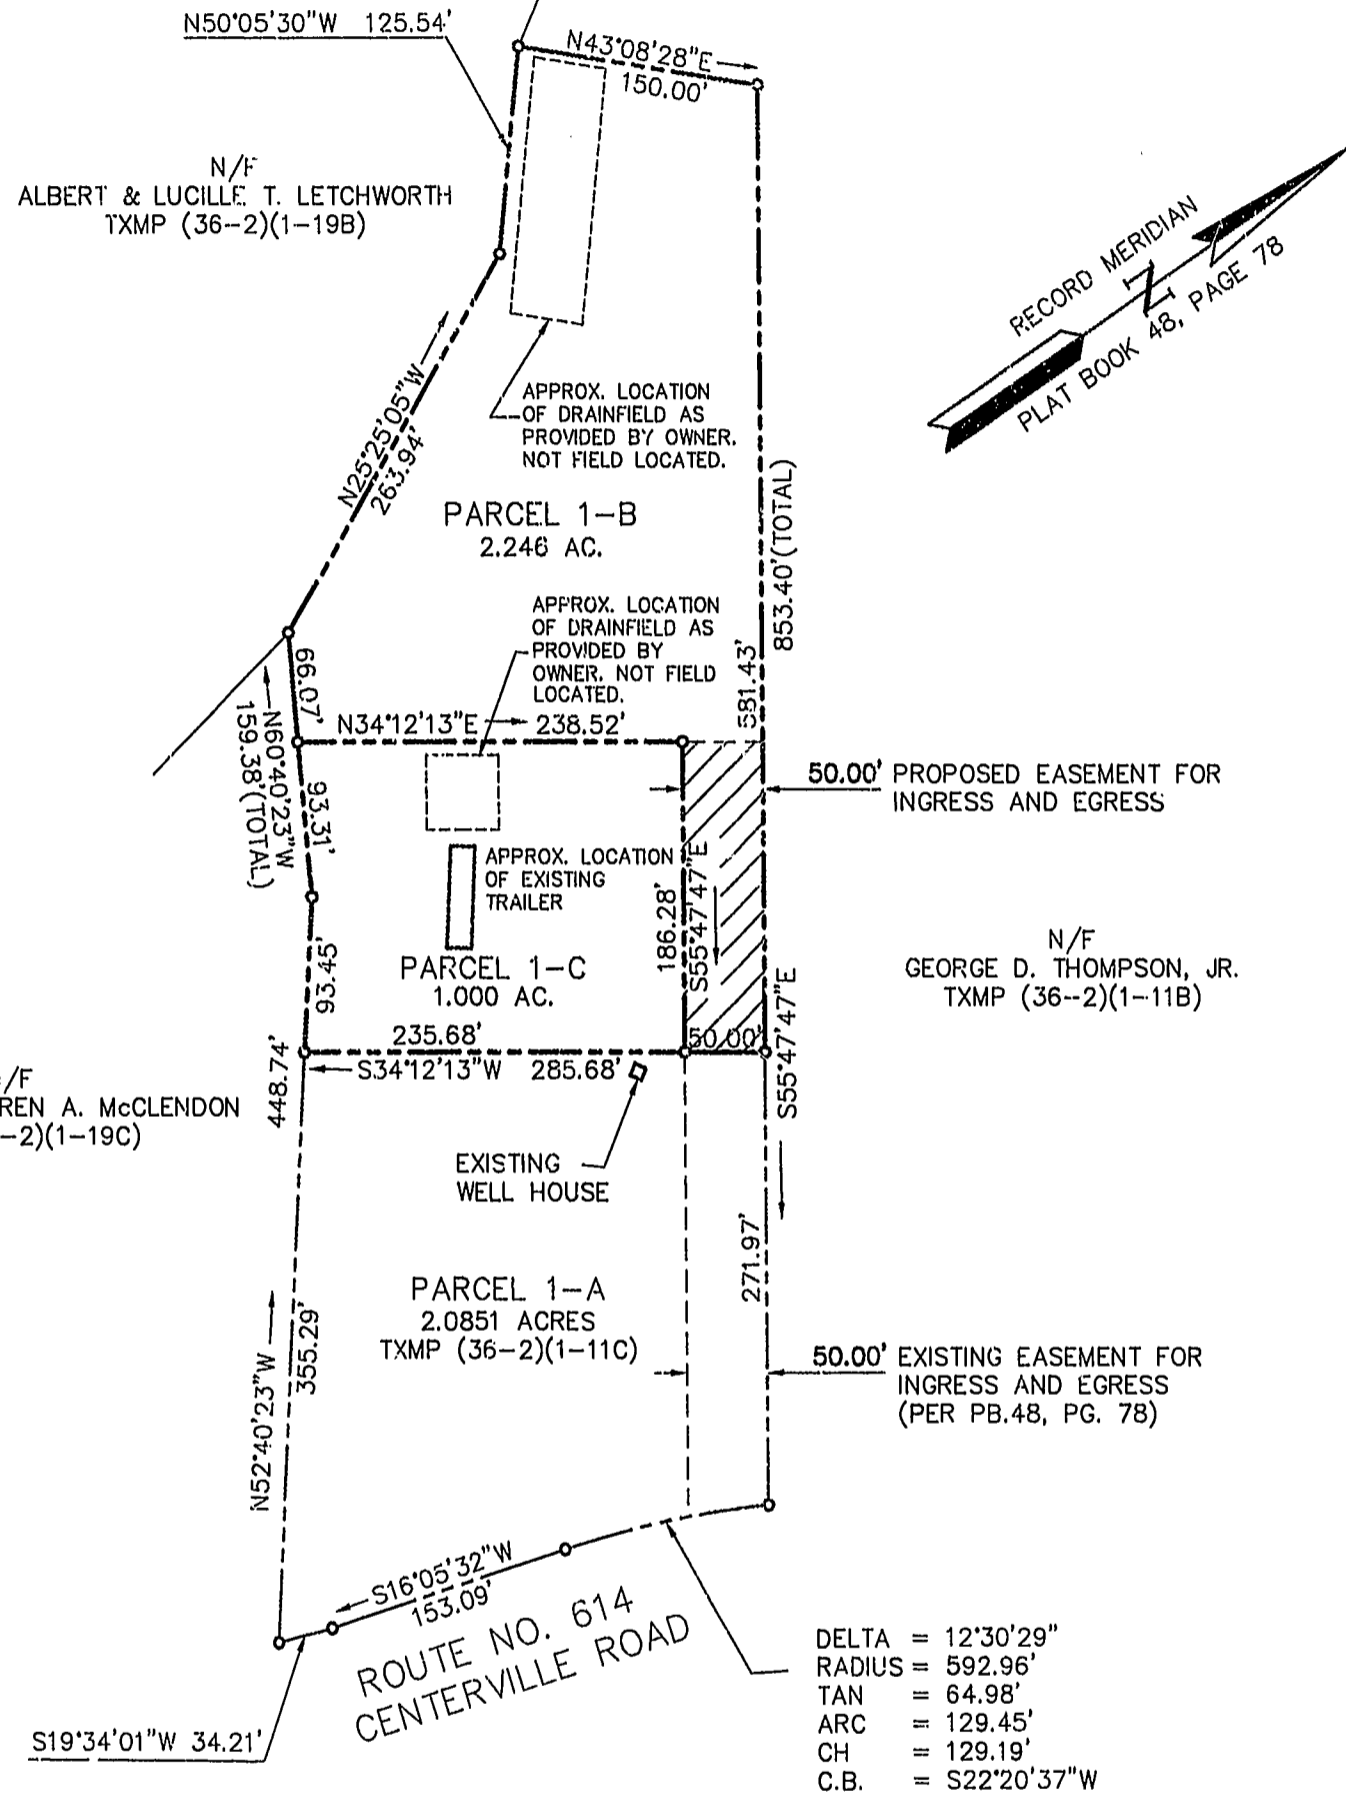 N50°05'30"W 125.54'
N43°08'28"E
150.00'
N/F
ALBERT & LUCILLE T. LETCHWORTH
TXMP (36-2)(1-19B)
RECORD MERIDIAN
N
PLAT BOOK 48, PAGE 78
N25°25'05"W
263.94'
APPROX. LOCATION
OF DRAINFIELD AS
PROVIDED BY OWNER.
NOT FIELD LOCATED.
PARCEL 1-B
2.246 AC.
853.40'(TOTAL)
581.43'
APPROX. LOCATION
OF DRAINFIELD AS
PROVIDED BY
OWNER. NOT FIELD
LOCATED.
66.07'
N60°40'23"W
159.38'(TOTAL)
N34°12'13"E 238.52'
50.00' PROPOSED EASEMENT FOR
INGRESS AND EGRESS
93.31'
APPROX. LOCATION
OF EXISTING
TRAILER
186.28'
S55°47'47"E
N/F
GEORGE D. THOMPSON, JR.
TXMP (36-2)(1-11B)
PARCEL 1-C
1.000 AC.
93.45'
235.68'
50.00'
S34°12'13"W 285.68'
448.74'
S55°47'47"E
/F
REN A. McCLENDON
-2)(1-19C)
EXISTING
WELL HOUSE
271.97'
PARCEL 1-A
2.0851 ACRES
TXMP (36-2)(1-11C)
N52°40'23"W
355.29'
50.00' EXISTING EASEMENT FOR
INGRESS AND EGRESS
(PER PB.48, PG. 78)
S16°05'32"W
153.09'
ROUTE NO. 614
CENTERVILLE ROAD
S19°34'01"W 34.21'
DELTA = 12°30'29"
RADIUS = 592.96'
TAN = 64.98'
ARC = 129.45'
CH = 129.19'
C.B. = S22°20'37"W